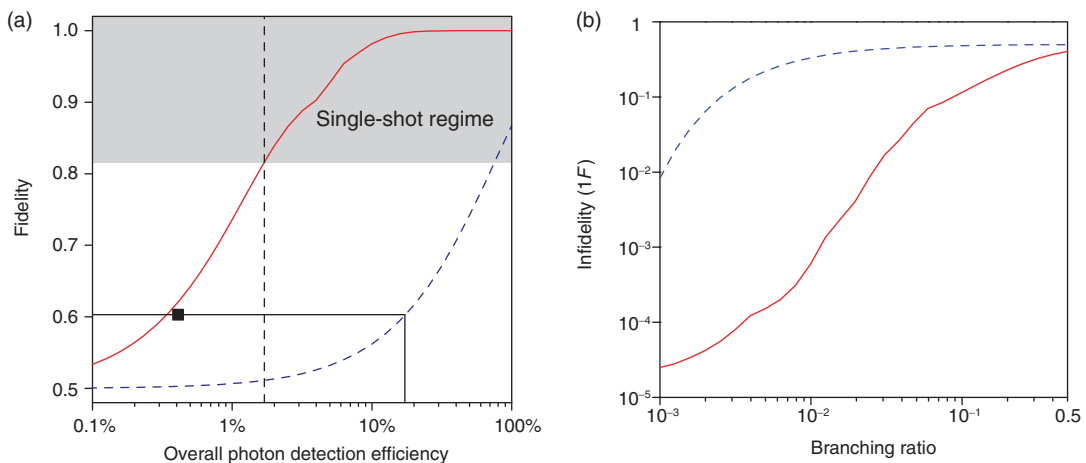 (a)
1.0
0.9
0.8
0.7
0.6
0.5
Fidelity
Single-shot regime
0.1%
1%
10%
100%
Overall photon detection efficiency
(b)
1
10⁻¹
10⁻²
10⁻³
10⁻⁴
10⁻⁵
Infidelity (1F)
10⁻³
10⁻²
10⁻¹
0.5
Branching ratio